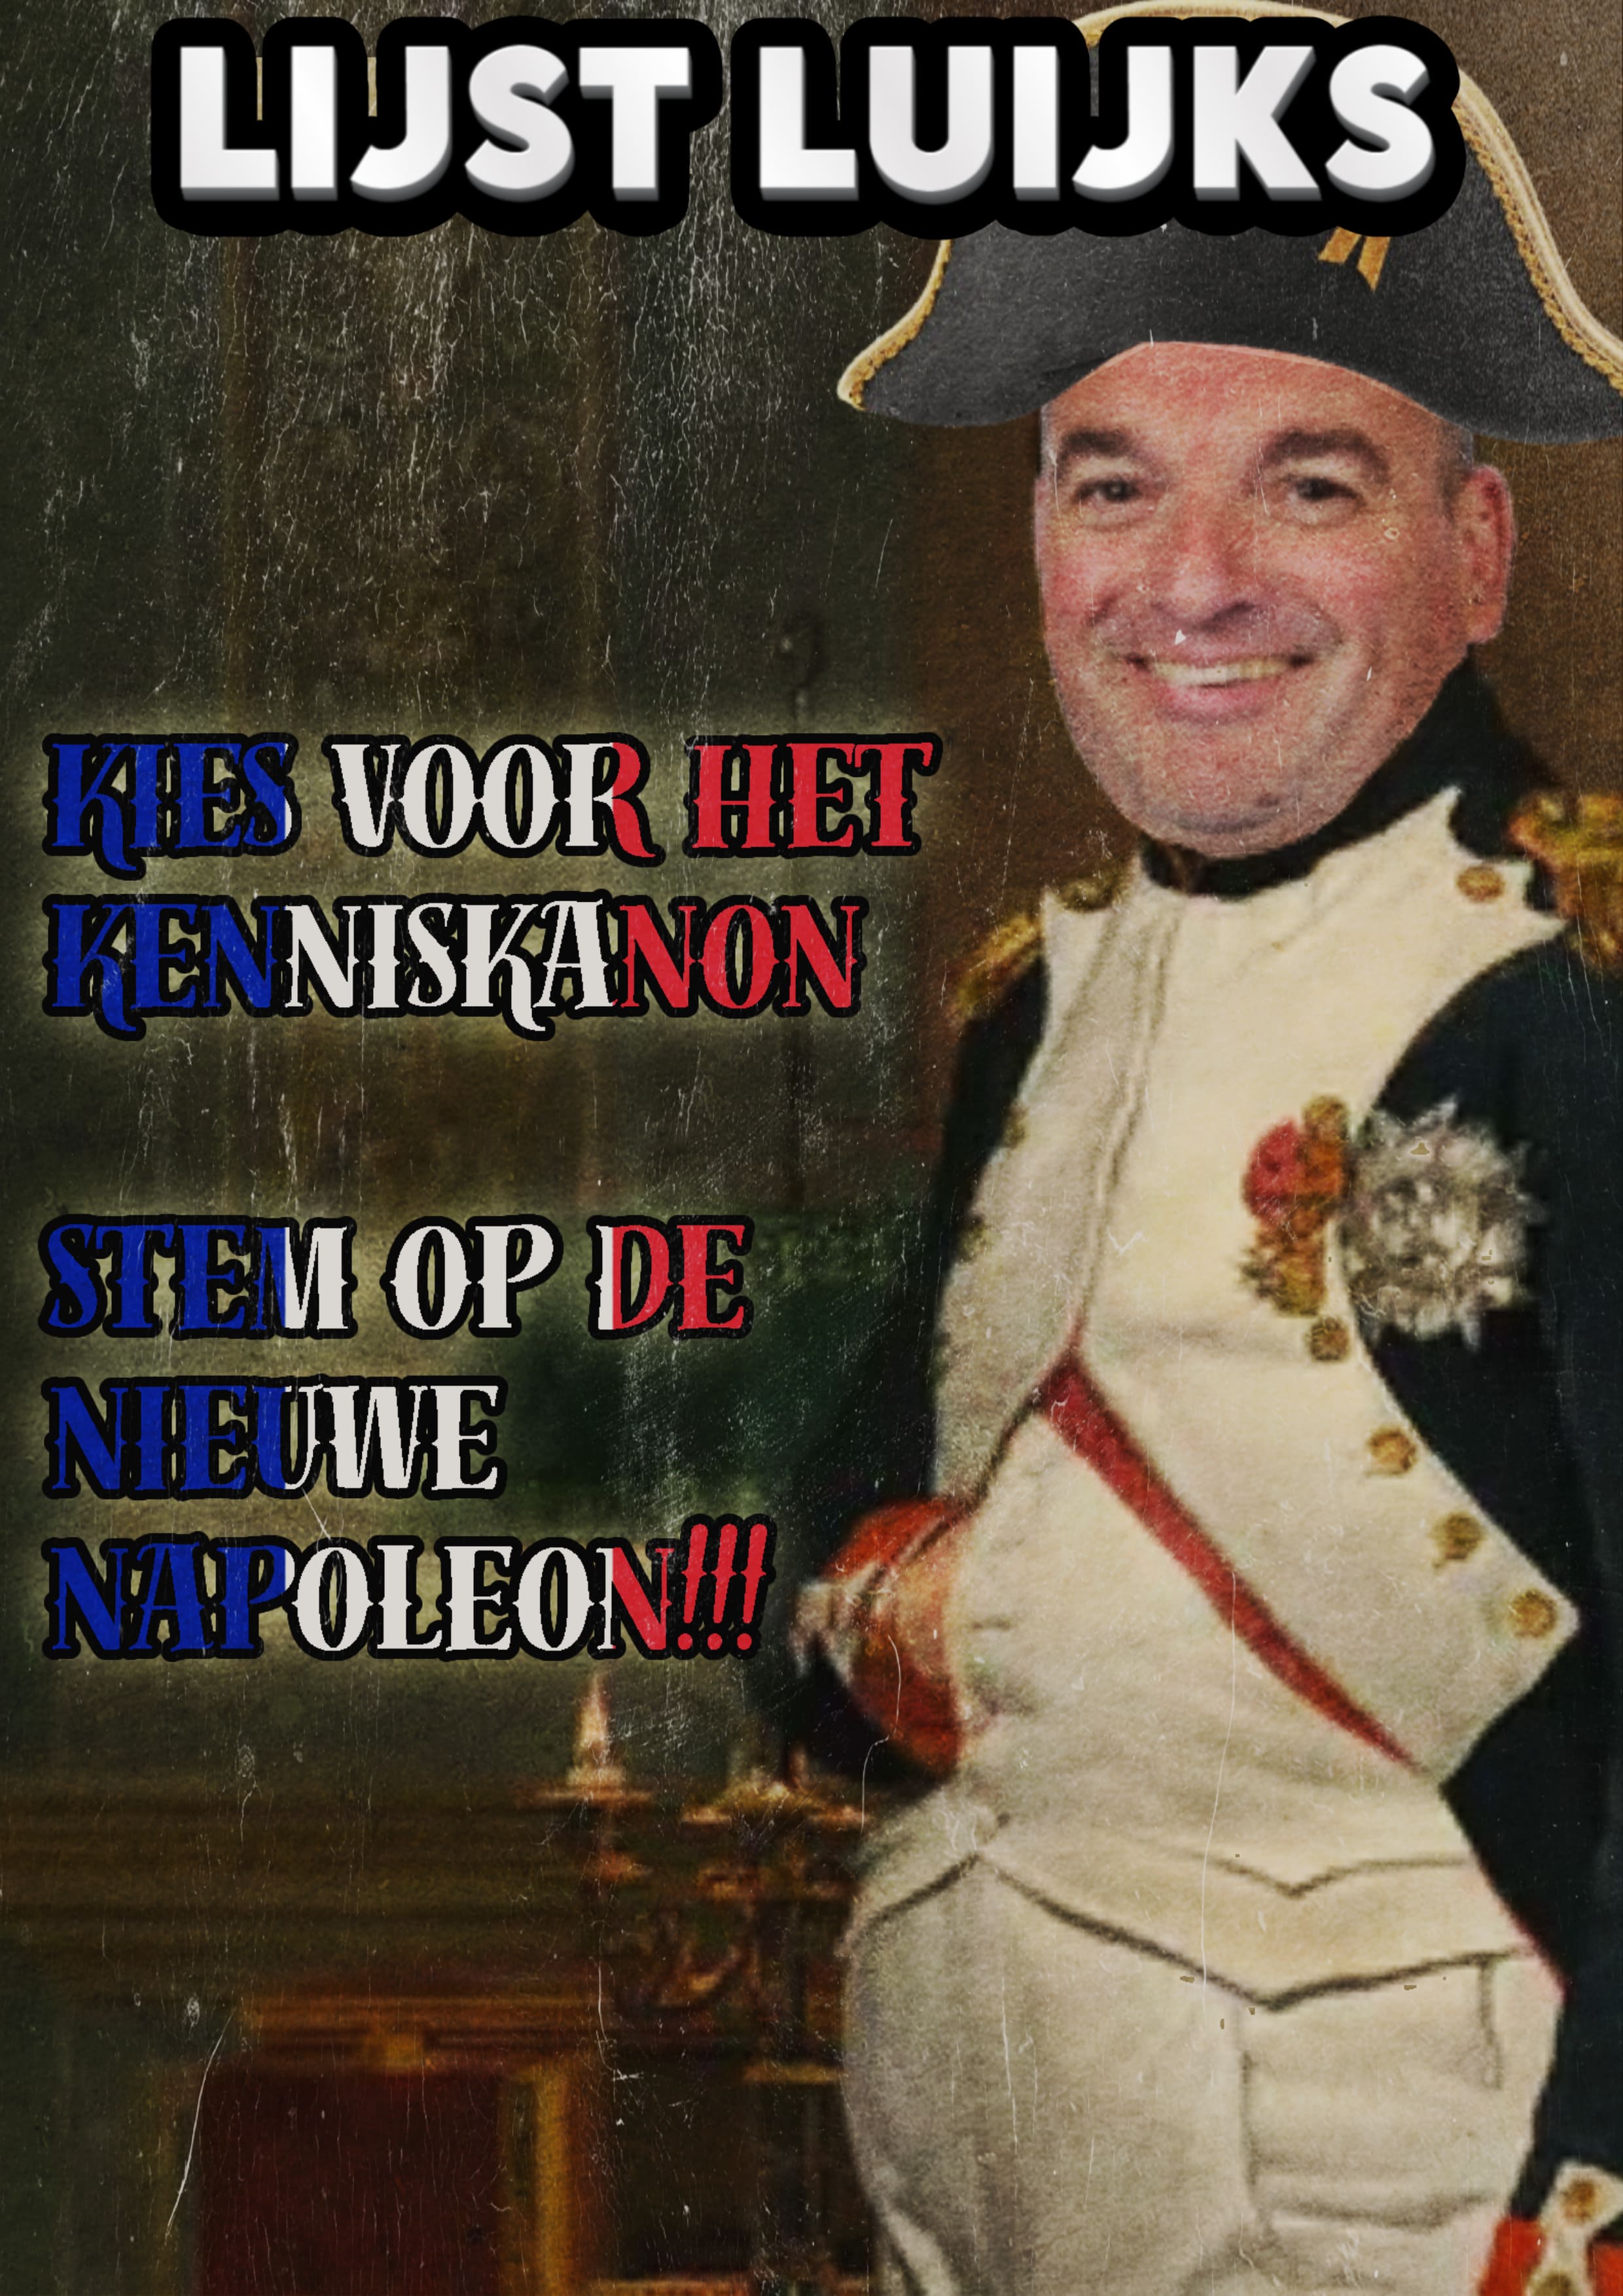 LIJST LUIJKS
KIES VOOR HET
KENNISKANON
STEM OP DE
NIEUWE
NAPOLEON!!!